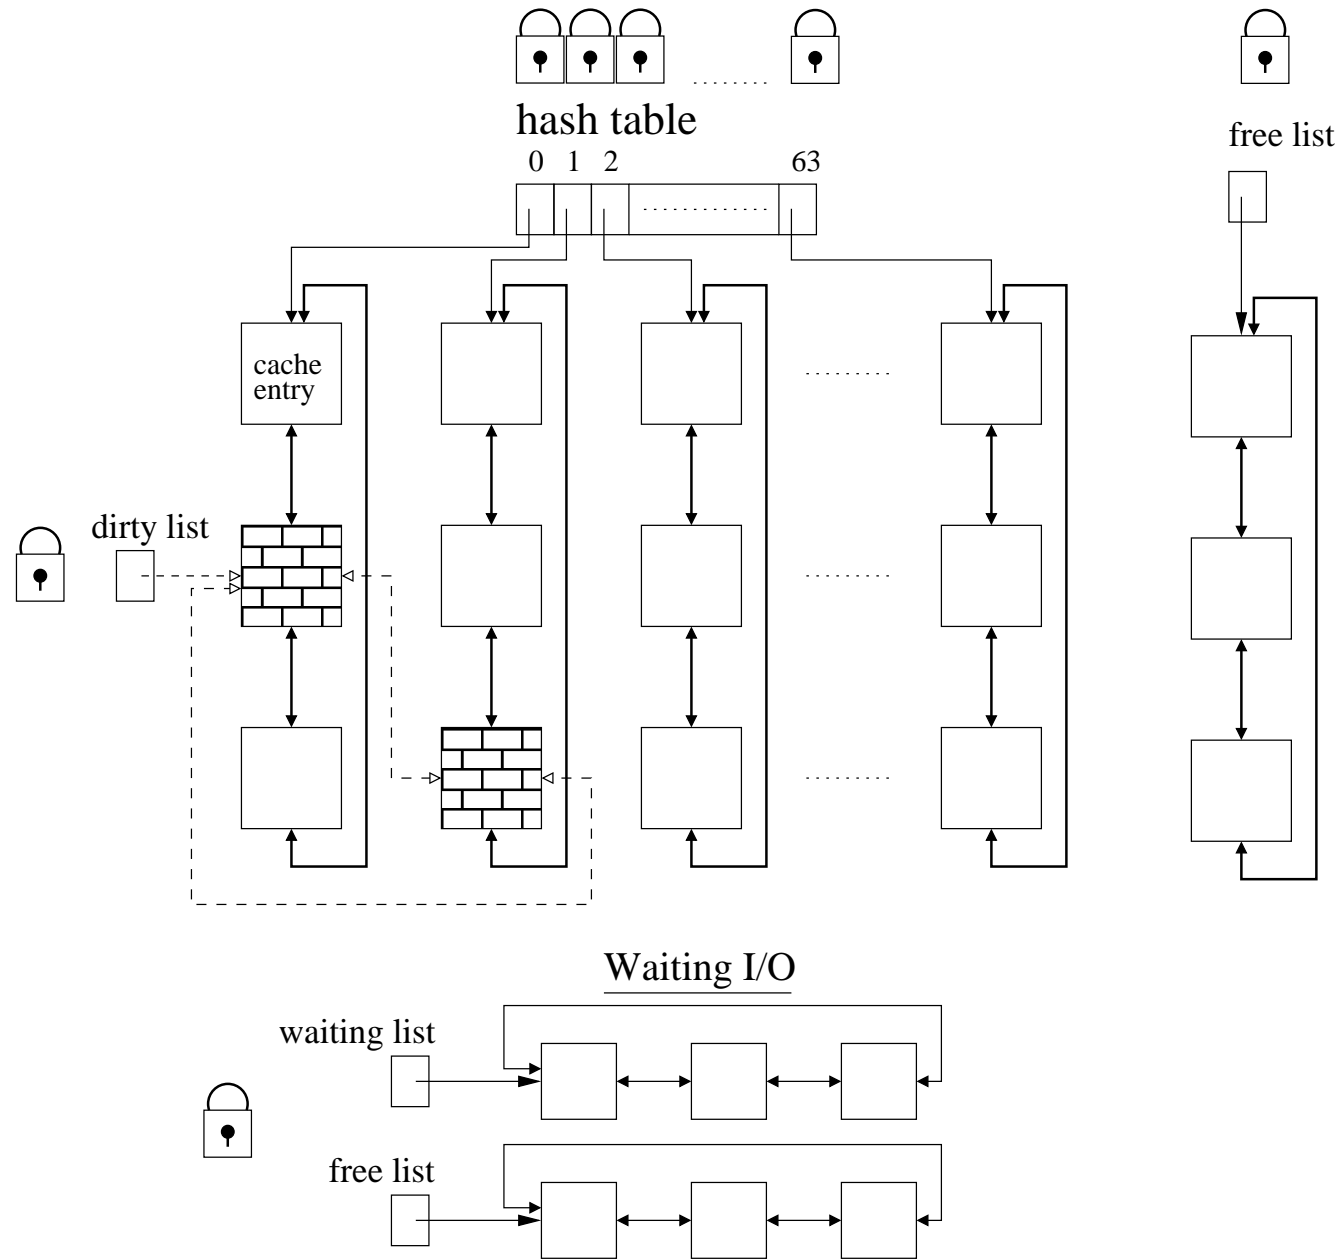 hash table
free list
0 1 2 63
cache
entry
dirty list
Waiting I/O
waiting list
free list